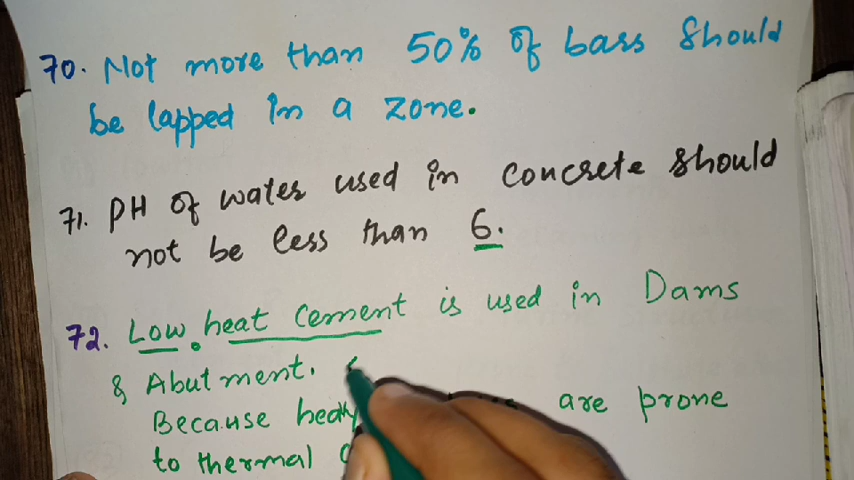 70. Not more than 50% of bars should
be lapped in a zone.
71. PH of water used in concrete should
not be less than 6.
72. Low heat cement is used in Dams
& Abutment.
Because are prone
to thermal